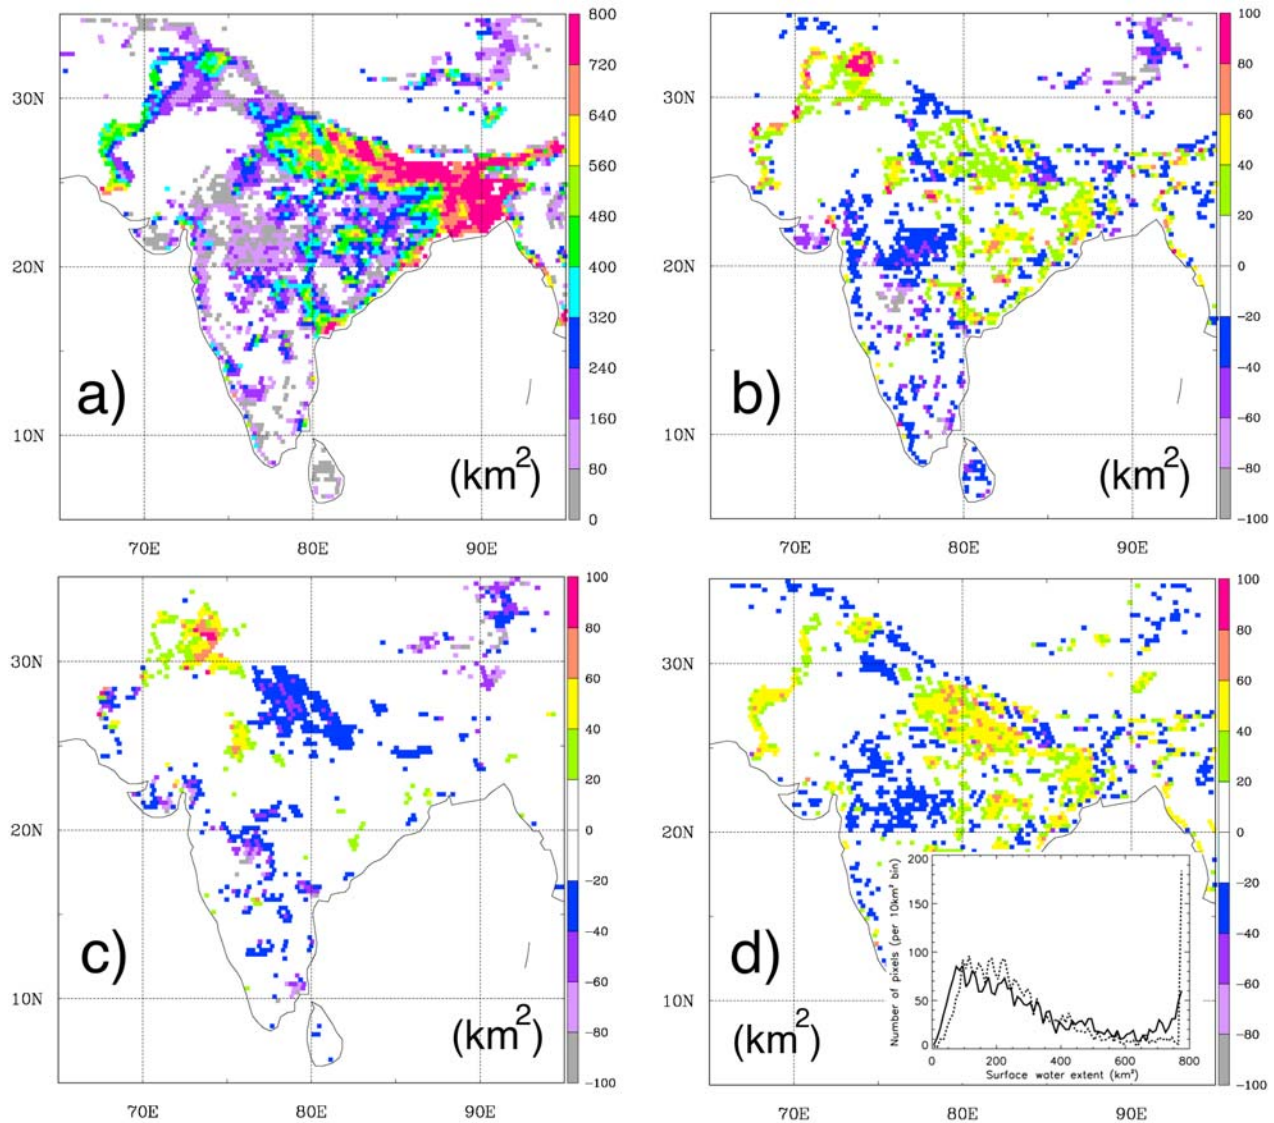 800
720
640
560
480
400
320
240
160
80
0
30N
20N
10N
70E
80E
90E
a)
(km²)
100
80
60
40
20
0
−20
−40
−60
−80
−100
30N
20N
10N
70E
80E
90E
b)
(km²)
100
80
60
40
20
0
−20
−40
−60
−80
−100
30N
20N
10N
70E
80E
90E
c)
(km²)
100
80
60
40
20
0
−20
−40
−60
−80
−100
30N
20N
10N
70E
80E
90E
d)
(km²)
Number of pixels (per 10km² bin)
200
150
100
50
0
0
200
400
600
800
Surface water extent (km²)